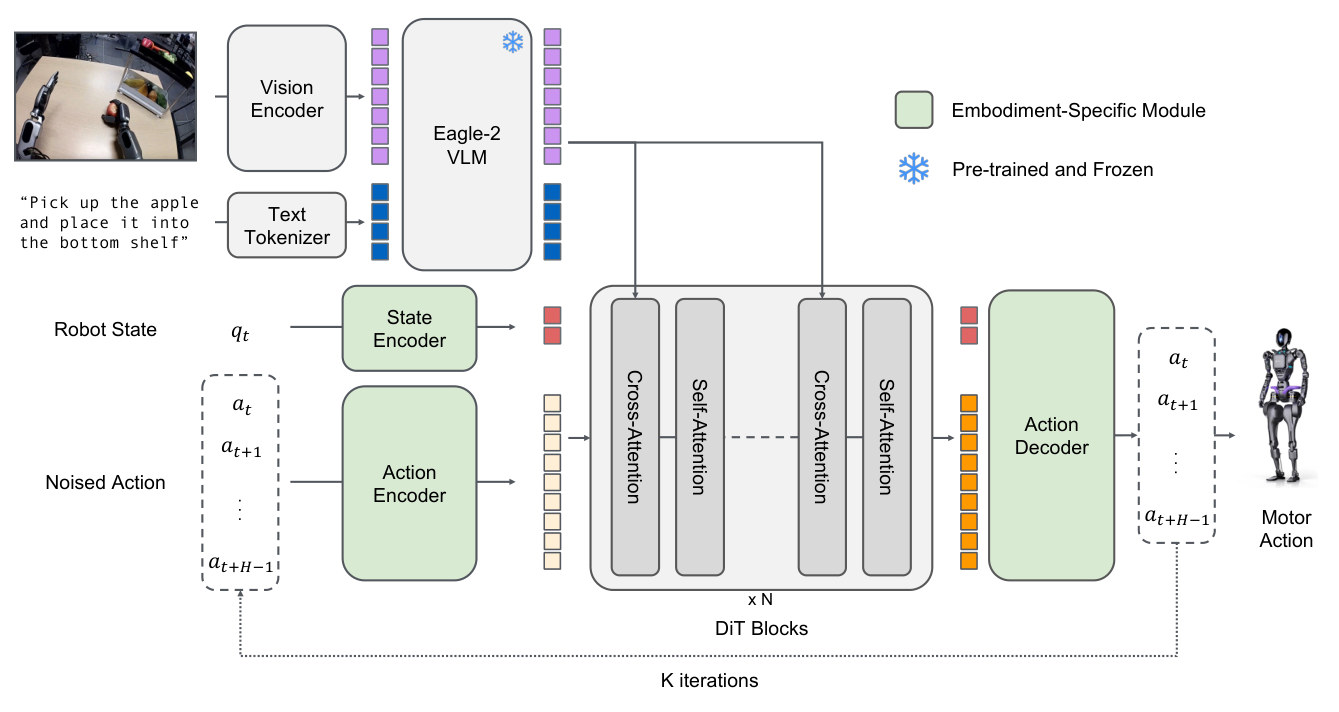 Vision
Encoder
Eagle-2
VLM
Embodiment-Specific Module
Pre-trained and Frozen
“Pick up the apple
and place it into
the bottom shelf”
Text
Tokenizer
Robot State
q_t
State
Encoder
Noised Action
a_t
a_{t+1}
⋮
a_{t+H−1}
Action
Encoder
Cross-Attention
Self-Attention
Cross-Attention
Self-Attention
x N
DiT Blocks
Action
Decoder
a_t
a_{t+1}
⋮
a_{t+H−1}
Motor
Action
K iterations